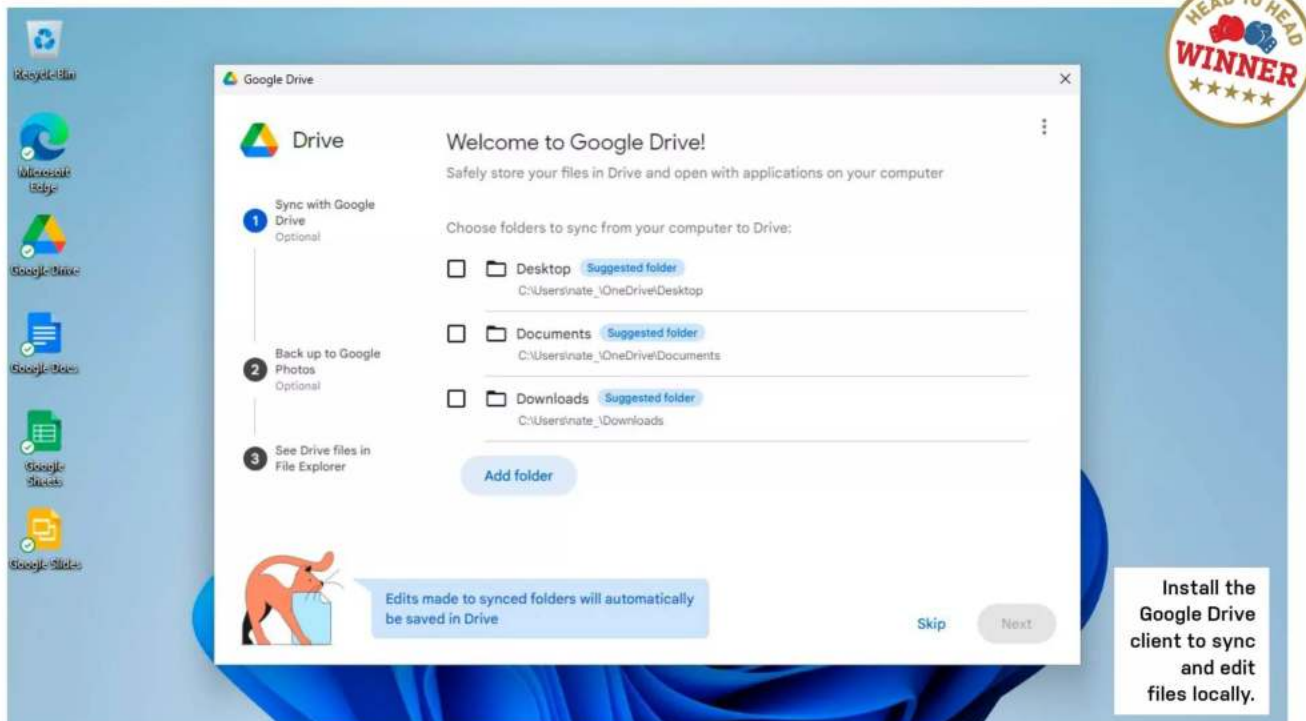 HEAD TO HEAD
WINNER
Recycle Bin
Microsoft
Edge
Google Drive
Google Docs
Google
Sheets
Google Slides
Google Drive
Drive
1
Sync with Google
Drive
Optional
2
Back up to Google
Photos
Optional
3
See Drive files in
File Explorer
Welcome to Google Drive!
Safely store your files in Drive and open with applications on your computer
Choose folders to sync from your computer to Drive:
Desktop Suggested folder
C:\Users\nate_\OneDrive\Desktop
Documents Suggested folder
C:\Users\nate_\OneDrive\Documents
Downloads Suggested folder
C:\Users\nate_\Downloads
Add folder
Edits made to synced folders will automatically
be saved in Drive
Skip Next
Install the
Google Drive
client to sync
and edit
files locally.